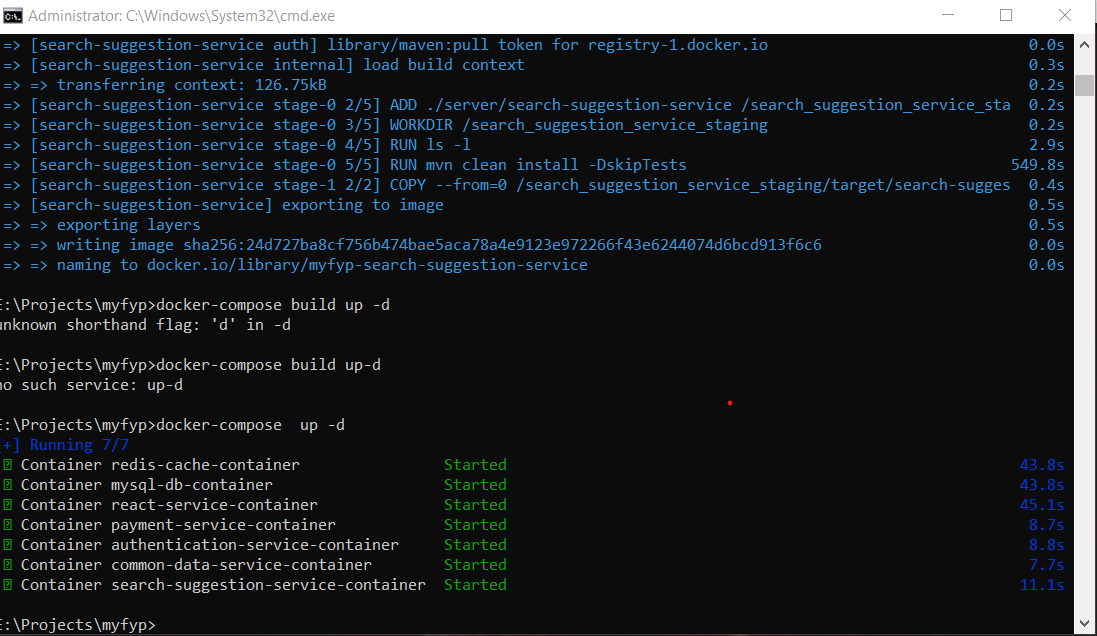 Administrator: C:\Windows\System32\cmd.exe
=> [search-suggestion-service auth] library/maven:pull token for registry-1.docker.io 0.0s
=> [search-suggestion-service internal] load build context 0.3s
=> => transferring context: 126.75kB 0.2s
=> [search-suggestion-service stage-0 2/5] ADD ./server/search-suggestion-service /search_suggestion_service_sta 0.2s
=> [search-suggestion-service stage-0 3/5] WORKDIR /search_suggestion_service_staging 0.2s
=> [search-suggestion-service stage-0 4/5] RUN ls -l 2.9s
=> [search-suggestion-service stage-0 5/5] RUN mvn clean install -DskipTests 549.8s
=> [search-suggestion-service stage-1 2/2] COPY --from=0 /search_suggestion_service_staging/target/search-sugges 0.4s
=> [search-suggestion-service] exporting to image 0.5s
=> => exporting layers 0.5s
=> => writing image sha256:24d727ba8cf756b474bae5aca78a4e9123e972266f43e6244074d6bcd913f6c6 0.0s
=> => naming to docker.io/library/myfyp-search-suggestion-service 0.0s
E:\Projects\myfyp>docker-compose build up -d
unknown shorthand flag: 'd' in -d
E:\Projects\myfyp>docker-compose build up-d
no such service: up-d
E:\Projects\myfyp>docker-compose  up -d
[+] Running 7/7
Container redis-cache-container Started 43.8s
Container mysql-db-container Started 43.8s
Container react-service-container Started 45.1s
Container payment-service-container Started 8.7s
Container authentication-service-container Started 8.8s
Container common-data-service-container Started 7.7s
Container search-suggestion-service-container Started 11.1s
E:\Projects\myfyp>